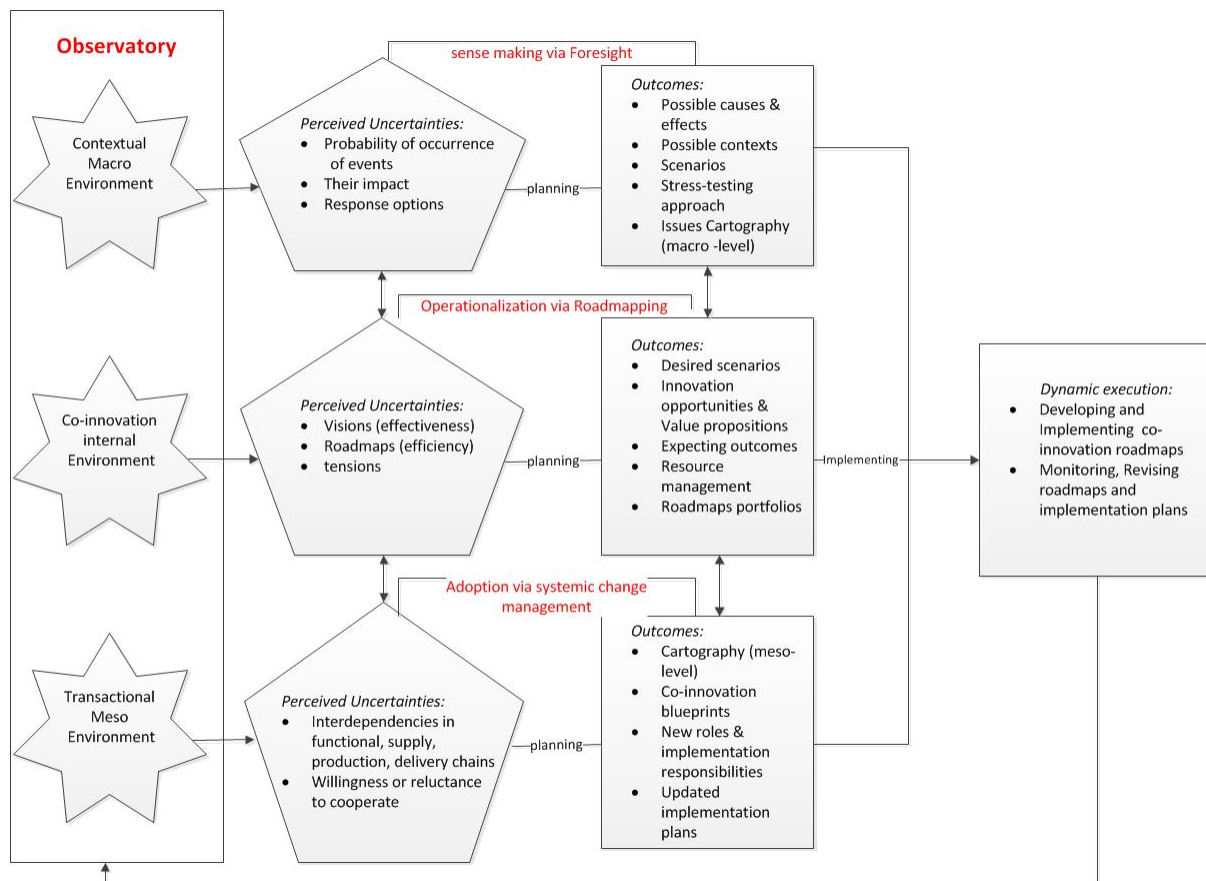 Observatory
Contextual
Macro
Environment
Co-innovation
internal
Environment
Transactional
Meso
Environment
sense making via Foresight
Perceived Uncertainties:
• Probability of occurrence
of events
• Their impact
• Response options
planning
Outcomes:
• Possible causes &
effects
• Possible contexts
• Scenarios
• Stress-testing
approach
• Issues Cartography
(macro -level)
Operationalization via Roadmapping
Perceived Uncertainties:
• Visions (effectiveness)
• Roadmaps (efficiency)
• tensions
planning
Outcomes:
• Desired scenarios
• Innovation
opportunities &
Value propositions
• Expecting outcomes
• Resource
management
• Roadmaps portfolios
Adoption via systemic change
management
Perceived Uncertainties:
• Interdependencies in
functional, supply,
production, delivery chains
• Willingness or reluctance
to cooperate
planning
Outcomes:
• Cartography (meso-
level)
• Co-innovation
blueprints
• New roles &
implementation
responsibilities
• Updated
implementation
plans
Implementing
Dynamic execution:
• Developing and
Implementing co-
innovation roadmaps
• Monitoring, Revising
roadmaps and
implementation plans